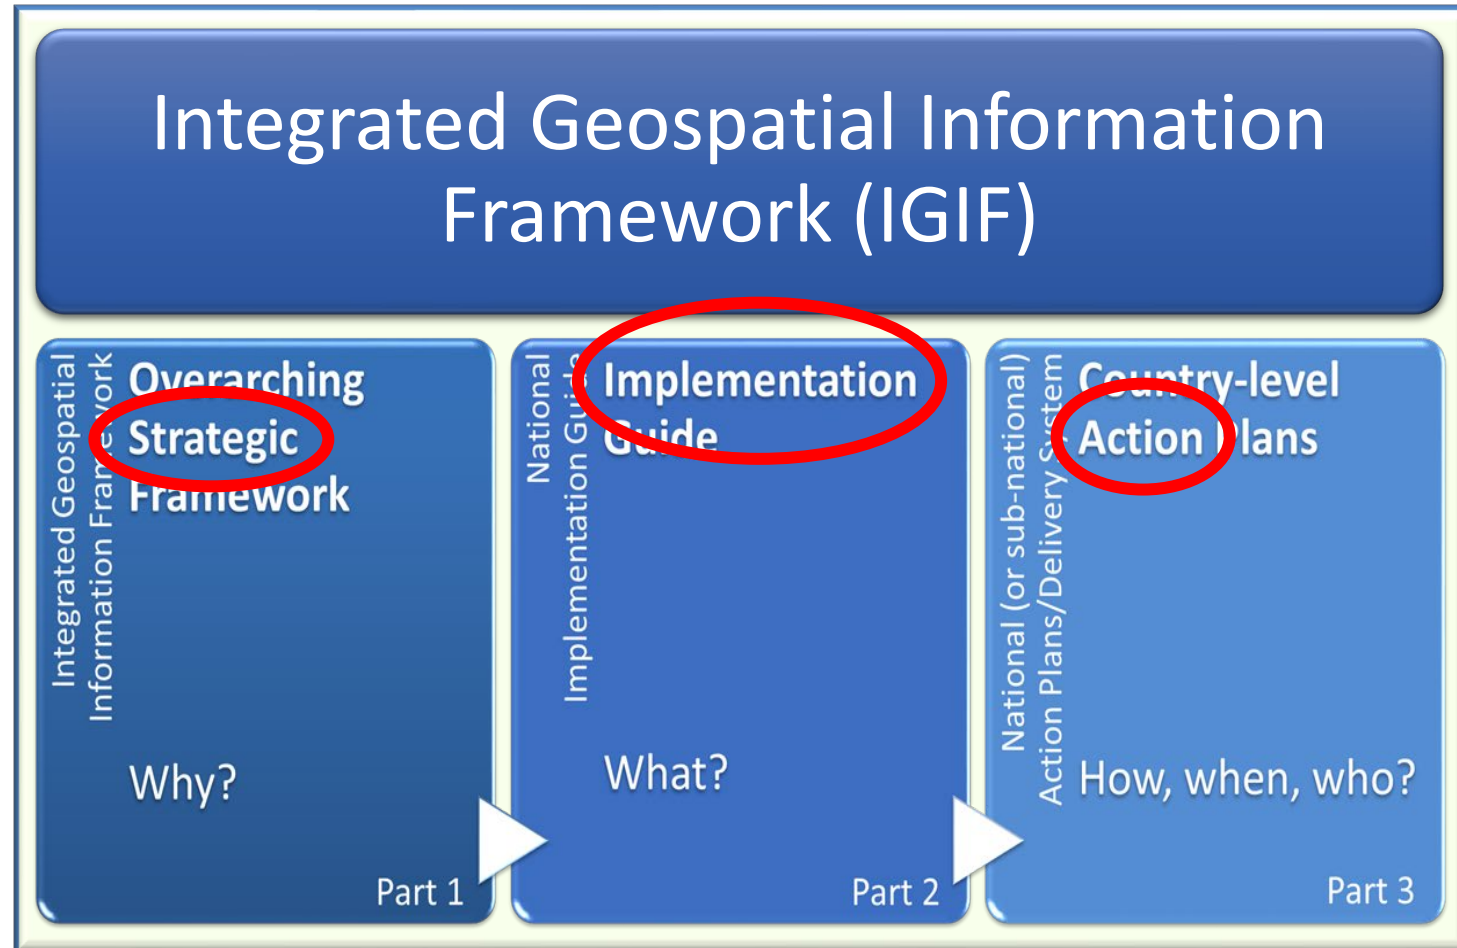 Integrated Geospatial Information
Framework (IGIF)
Integrated Geospatial
Information Framework
Overarching
Strategic
Framework
Why?
Part 1
National
Implementation Guide
Implementation
Guide
What?
Part 2
National (or sub-national)
Action Plans/Delivery System
Country-level
Action Plans
How, when, who?
Part 3